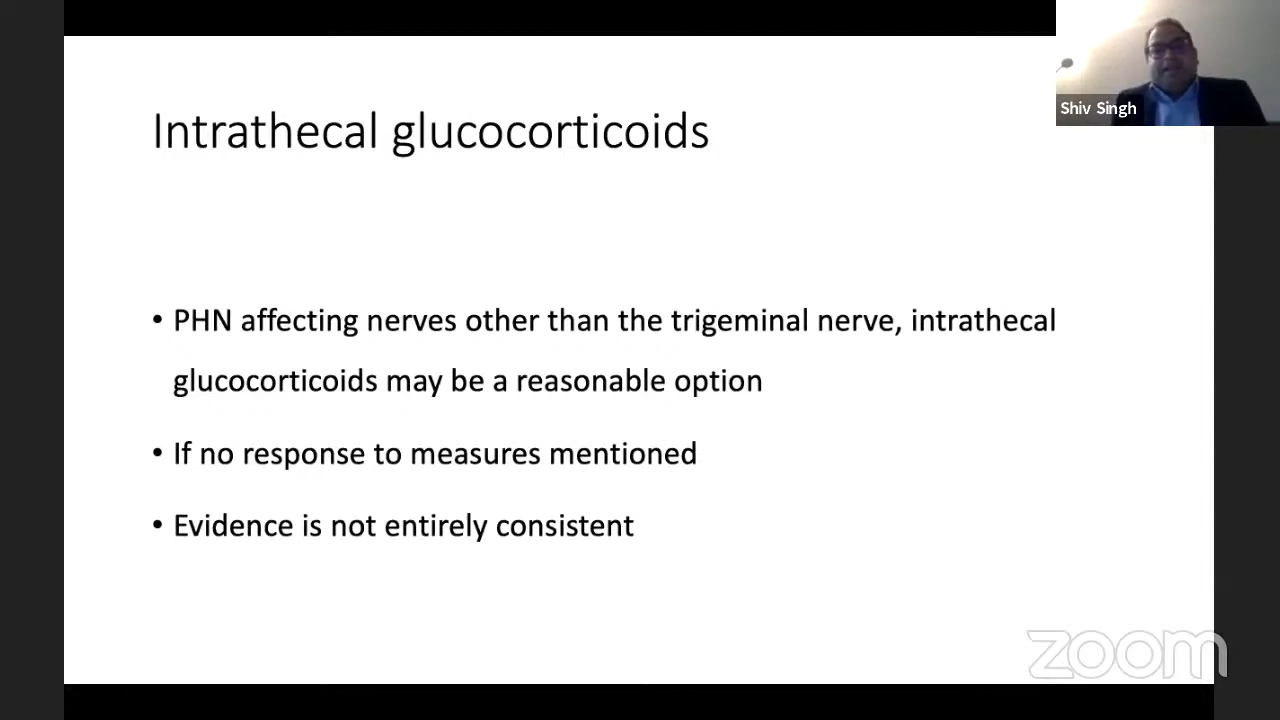 Intrathecal glucocorticoids
Shiv Singh
• PHN affecting nerves other than the trigeminal nerve, intrathecal
glucocorticoids may be a reasonable option
• If no response to measures mentioned
• Evidence is not entirely consistent
zoom